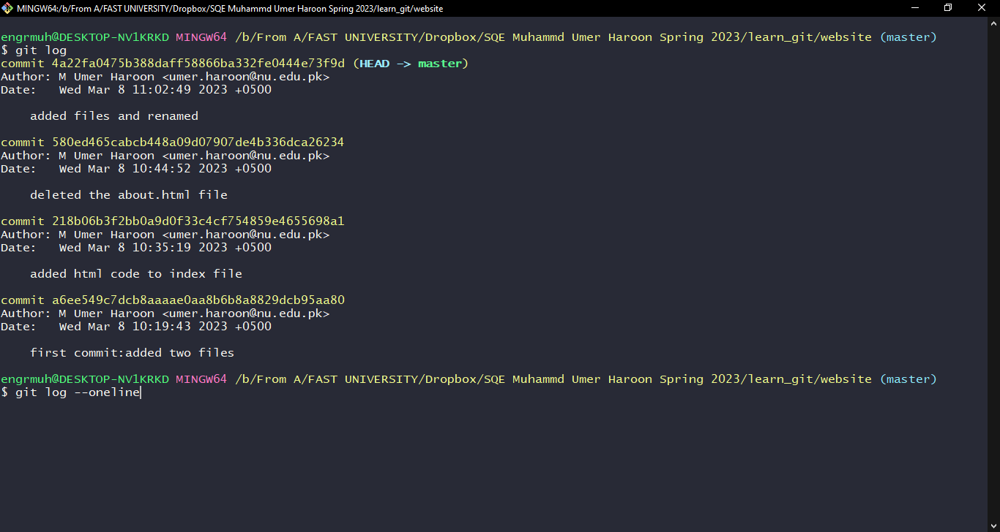 MINGW64:/b/From A/FAST UNIVERSITY/Dropbox/SQE Muhammd Umer Haroon Spring 2023/learn_git/website
engrmuh@DESKTOP-NV1KRKD MINGW64 /b/From A/FAST UNIVERSITY/Dropbox/SQE Muhammd Umer Haroon Spring 2023/learn_git/website (master)
$ git log
commit 4a22fa0475b388daff58866ba332fe0444e73f9d (HEAD -> master)
Author: M Umer Haroon <umer.haroon@nu.edu.pk>
Date:   Wed Mar 8 11:02:49 2023 +0500
    added files and renamed
commit 580ed465cabcb448a09d07907de4b336dca26234
Author: M Umer Haroon <umer.haroon@nu.edu.pk>
Date:   Wed Mar 8 10:44:52 2023 +0500
    deleted the about.html file
commit 218b06b3f2bb0a9d0f33c4cf754859e4655698a1
Author: M Umer Haroon <umer.haroon@nu.edu.pk>
Date:   Wed Mar 8 10:35:19 2023 +0500
    added html code to index file
commit a6ee549c7dcb8aaaae0aa8b6b8a8829dcb95aa80
Author: M Umer Haroon <umer.haroon@nu.edu.pk>
Date:   Wed Mar 8 10:19:43 2023 +0500
    first commit:added two files
engrmuh@DESKTOP-NV1KRKD MINGW64 /b/From A/FAST UNIVERSITY/Dropbox/SQE Muhammd Umer Haroon Spring 2023/learn_git/website (master)
$ git log --oneline